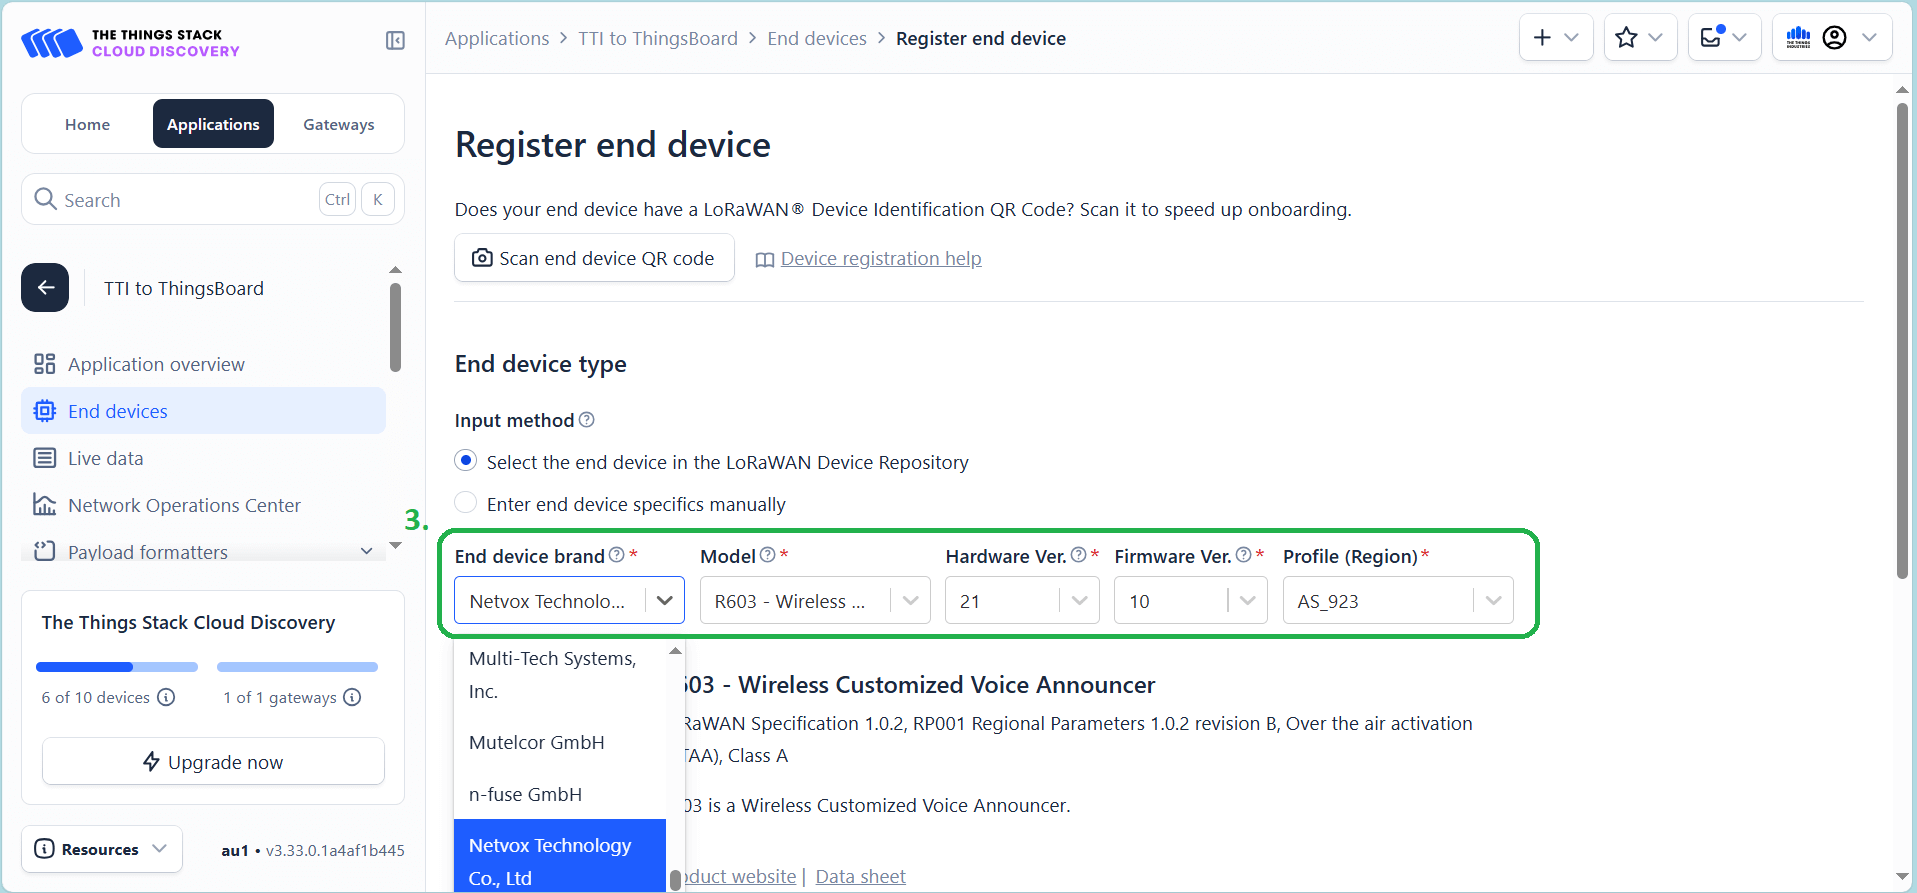 THE THINGS STACK
CLOUD DISCOVERY
Applications > TTI to ThingsBoard > End devices > Register end device
THE THINGS INDUSTRIES
Home
Applications
Gateways
Search
Ctrl
K
TTI to ThingsBoard
Application overview
End devices
Live data
Network Operations Center
Payload formatters
The Things Stack Cloud Discovery
6 of 10 devices
1 of 1 gateways
Upgrade now
Resources
au1 • v3.33.0.1a4af1b445
Register end device
Does your end device have a LoRaWAN® Device Identification QR Code? Scan it to speed up onboarding.
Scan end device QR code
Device registration help
End device type
Input method
Select the end device in the LoRaWAN Device Repository
Enter end device specifics manually
3.
End device brand * Model * Hardware Ver. * Firmware Ver. * Profile (Region) *
Netvox Technolo... R603 - Wireless ... 21 10 AS_923
Multi-Tech Systems,
Inc.
Mutelcor GmbH
n-fuse GmbH
Netvox Technology
Co., Ltd
603 - Wireless Customized Voice Announcer
RaWAN Specification 1.0.2, RP001 Regional Parameters 1.0.2 revision B, Over the air activation
TAA), Class A
03 is a Wireless Customized Voice Announcer.
oduct website | Data sheet